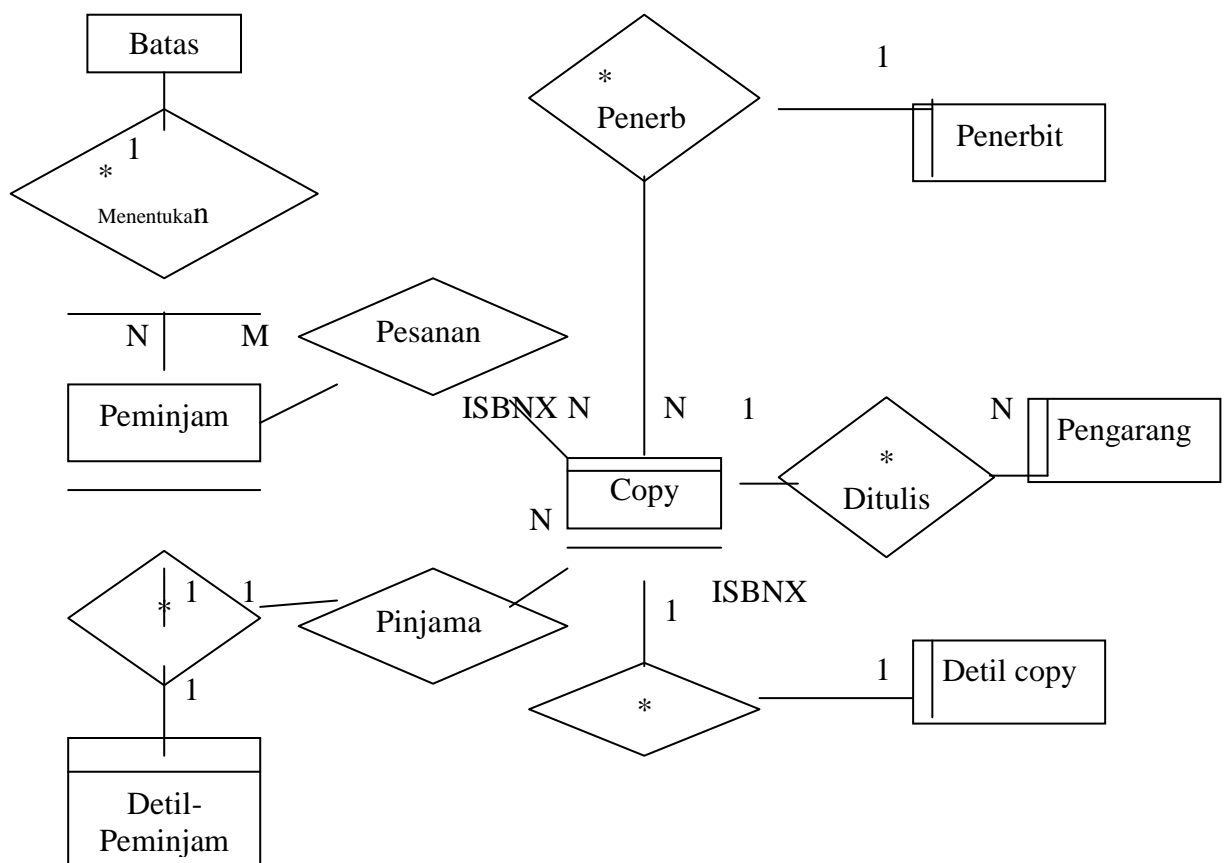 Batas
1
*
Penerb
Penerbit
1
*
Menentukan
N
M
Pesanan
Peminjam
ISBNX N
N
1
N
Pengarang
*
Ditulis
Copy
N
ISBNX
*
1
1
Pinjama
1
1
Detil copy
1
*
Detil-
Peminjam